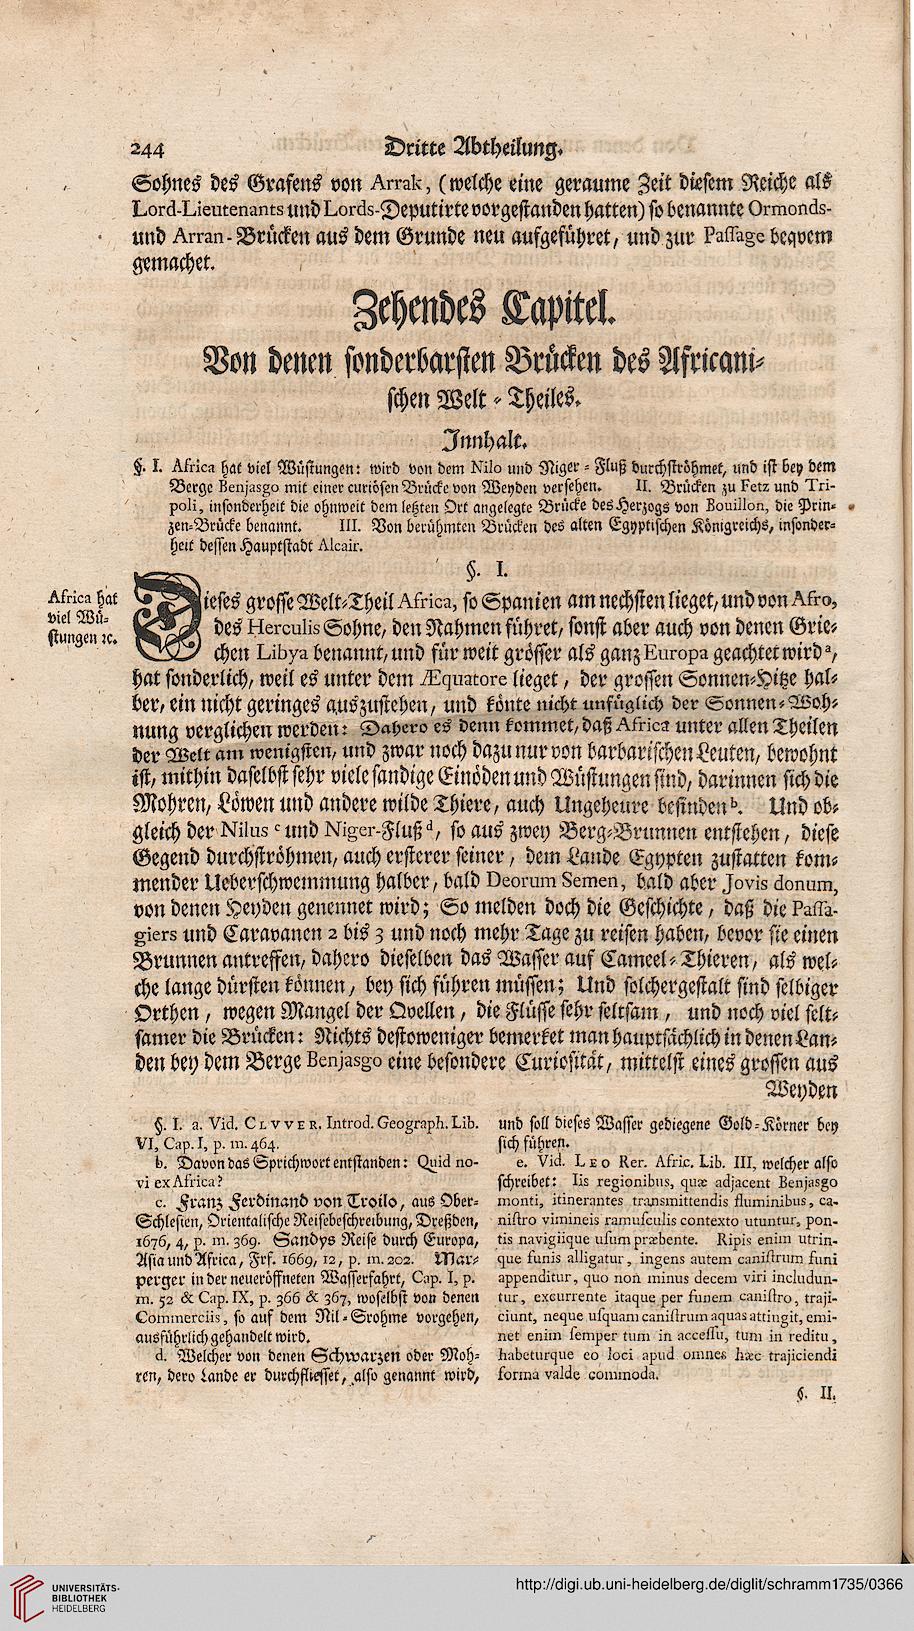 244 Dritte Abtheilung.
Sohnes des Grafens von Arrak, (welche eine geraume Zeit diesem Reiche als
Lord-Lieutenants und Lords-Deputirte vorgestanden hatten) so benannte Ormonds-
und Arran-Brücken aus dem Grunde neu aufgeführet, und zur Passage beqvem
gemachet.
Zehendes Capitel.
Von denen sonderbarsten Brücken des Africani-
schen Welt-Theiles.
Innhalt.
§. I. Africa hat viel Wüstungen: wird von dem Nilo und Niger-Fluß durchströhmet, und ist bey dem
Berge Benjasgo mit einer curiösen Brücke von Weyden versehen. II. Brücken zu Fetz und Tri-
poli, insonderheit die ohnweit dem letzten Ort angelegte Brücke des Herzogs von Bouillon, die Prin-
zen-Brücke benannt. III. Von berühmten Brücken des alten Egyptischen Königreichs, insonder-
heit dessen Hauptstadt Alcair.
§. I.
Africa hat
viel Wü-
stungen ꝛc.
Dieses grosse Welt-Theil Africa, so Spanien am nechsten lieget, und von Afro,
des Herculis Sohne, den Nahmen führet, sonst aber auch von denen Grie-
chen Libya benannt, und für weit grösser als ganz Europa geachtet wird a,
hat sonderlich, weil es unter dem Æquatore lieget, der grossen Sonnen-Hitze hal-
ber, ein nicht geringes auszustehen, und könte nicht unfüglich der Sonnen-Woh-
nung verglichen werden: Dahero es denn kommet, daß Africa unter allen Theilen
der Welt am wenigsten, und zwar noch dazu nur von barbarischen Leuten, bewohnt
ist, mithin daselbst sehr viele sandige Einöden und Wüstungen sind, darinnen sich die
Mohren, Löwen und andere wilde Thiere, auch Ungeheure befinden b. Und ob-
gleich der Nilus c und Niger-Fluß d, so aus zwey Berg-Brunnen entstehen, diese
Gegend durchströhmen, auch ersterer seiner, dem Lande Egypten zustatten kom-
mender Ueberschwemmung halber, bald Deorum Semen, bald aber Jovis donum,
von denen Heyden genennet wird; So melden doch die Geschichte, daß die Passa-
giers und Caravanen 2 bis 3 und noch mehr Tage zu reisen haben, bevor sie einen
Brunnen antreffen, dahero dieselben das Wasser auf Cameel-Thieren, als wel-
che lange dürsten können, bey sich führen müssen; Und solchergestalt sind selbiger
Orthen, wegen Mangel der Qvellen, die Flüsse sehr seltsam, und noch viel selt-
samer die Brücken: Nichts destoweniger bemerket man hauptsächlich in denen Lan-
den bey dem Berge Benjasgo eine besondere Curiosität, mittelst eines grossen aus
Weyden
§. I. a. Vid. CLVVER. Introd. Geograph. Lib.
VI, Cap. I, p. m. 464.
b. Davon das Sprichwort entstanden: Quid no-
vi ex Africa?
c. Franz Ferdinand von Troilo, aus Ober-
Schlesien, Orientalische Reisebeschreibung, Dreßden,
1676, 4, p. m. 369. Sandys Reise durch Europa,
Asia und Africa, Frf. 1669, 12, p. m. 202. Mar-
perger in der neueröffneten Wasserfahrt, Cap. I, p.
m. 52 & Cap. IX, p. 366 & 367, woselbst von denen
Commerciis, so auf dem Nil-Srohme vorgehen,
ausführlich gehandelt wird.
d. Welcher von denen Schwarzen oder Moh-
ren, dero Lande er durchfliesset, also genannt wird,
und soll dieses Wasser gediegene Gold-Körner bey
sich führen.
e. Vid. LEO Rer. Afric. Lib. III, welcher also
schreibet: Iis regionibus, quæ adjacent Benjasgo
monti, itinerantes transmittendis fluminibus, ca-
nistro vimineis ramusculis contexto utuntur, pon-
tis navigiique usum præbente. Ripis enim utrin-
que funis alligatur, ingens autem canistrum funi
appenditur, quo non minus decem viri includun-
tur, excurrente itaque per funem canistro, traji-
ciunt, neque usquam canistrum aquas attingit, emi-
net enim semper tum in accessu, tum in reditu,
habeturque eo loci apud omnes hæc trajiciendi
forma valde commoda.
§. II.
UNIVERSITÄTS-
BIBLIOTHEK
HEIDELBERG
http://digi.ub.uni-heidelberg.de/diglit/schramm1735/0366